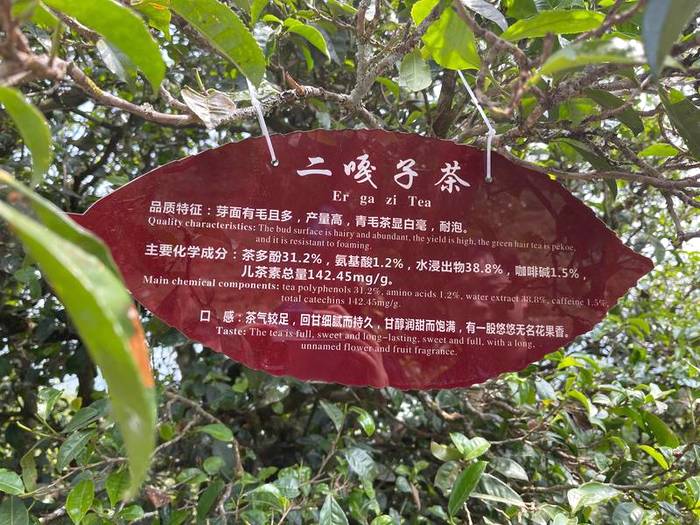 二嘎子茶
Er ga zi Tea
品质特征：芽面有毛且多，产量高，青毛茶显白毫，耐泡。
Quality characteristics: The bud surface is hairy and abundant, the yield is high, the green hair tea is pekoe,
and it is resistant to foaming.
主要化学成分：茶多酚31.2%，氨基酸1.2%，水浸出物38.8%，咖啡碱1.5%，
儿茶素总量142.45mg/g。
Main chemical components: tea polyphenols 31.2%, amino acids 1.2%, water extract 38.8%, caffeine 1.5%,
total catechins 142.45mg/g.
口 感：茶气较足，回甘细腻而持久，甘醇润甜而饱满，有一股悠悠无名花果香。
Taste: The tea is full, sweet and long-lasting, sweet and full, with a long,
unnamed flower and fruit fragrance.